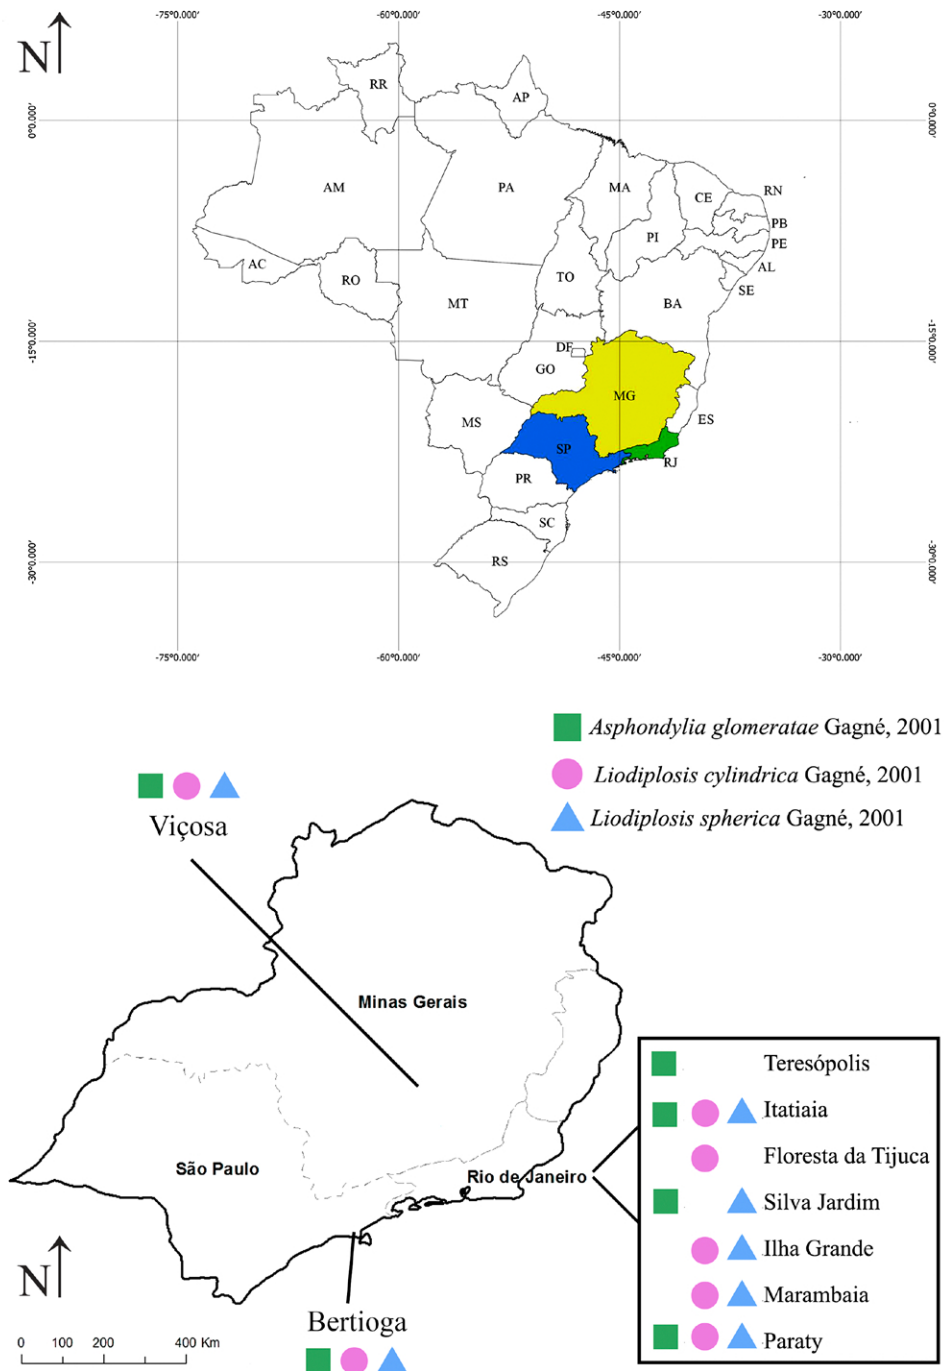 -75°0.000' -60°0.000' -45°0.000' -30°0.000'
N
RR
AP
0°0.000' 0°0.000'
AM PA MA CE RN
PB
PI PE
AC RO TO AL
SE
MT BA
-15°0.000' -15°0.000'
DF
GO
MG
MS ES
SP
RJ
PR
SC
RS
-30°0.000' -30°0.000'
-75°0.000' -60°0.000' -45°0.000' -30°0.000'
Asphondylia glomeratae Gagné, 2001
Liodiplosis cylindrica Gagné, 2001
Liodiplosis spherica Gagné, 2001
Viçosa
Minas Gerais
São Paulo
Rio de Janeiro
Teresópolis
Itatiaia
Floresta da Tijuca
Silva Jardim
Ilha Grande
Marambaia
Paraty
N
Bertioga
0 100 200 400 Km